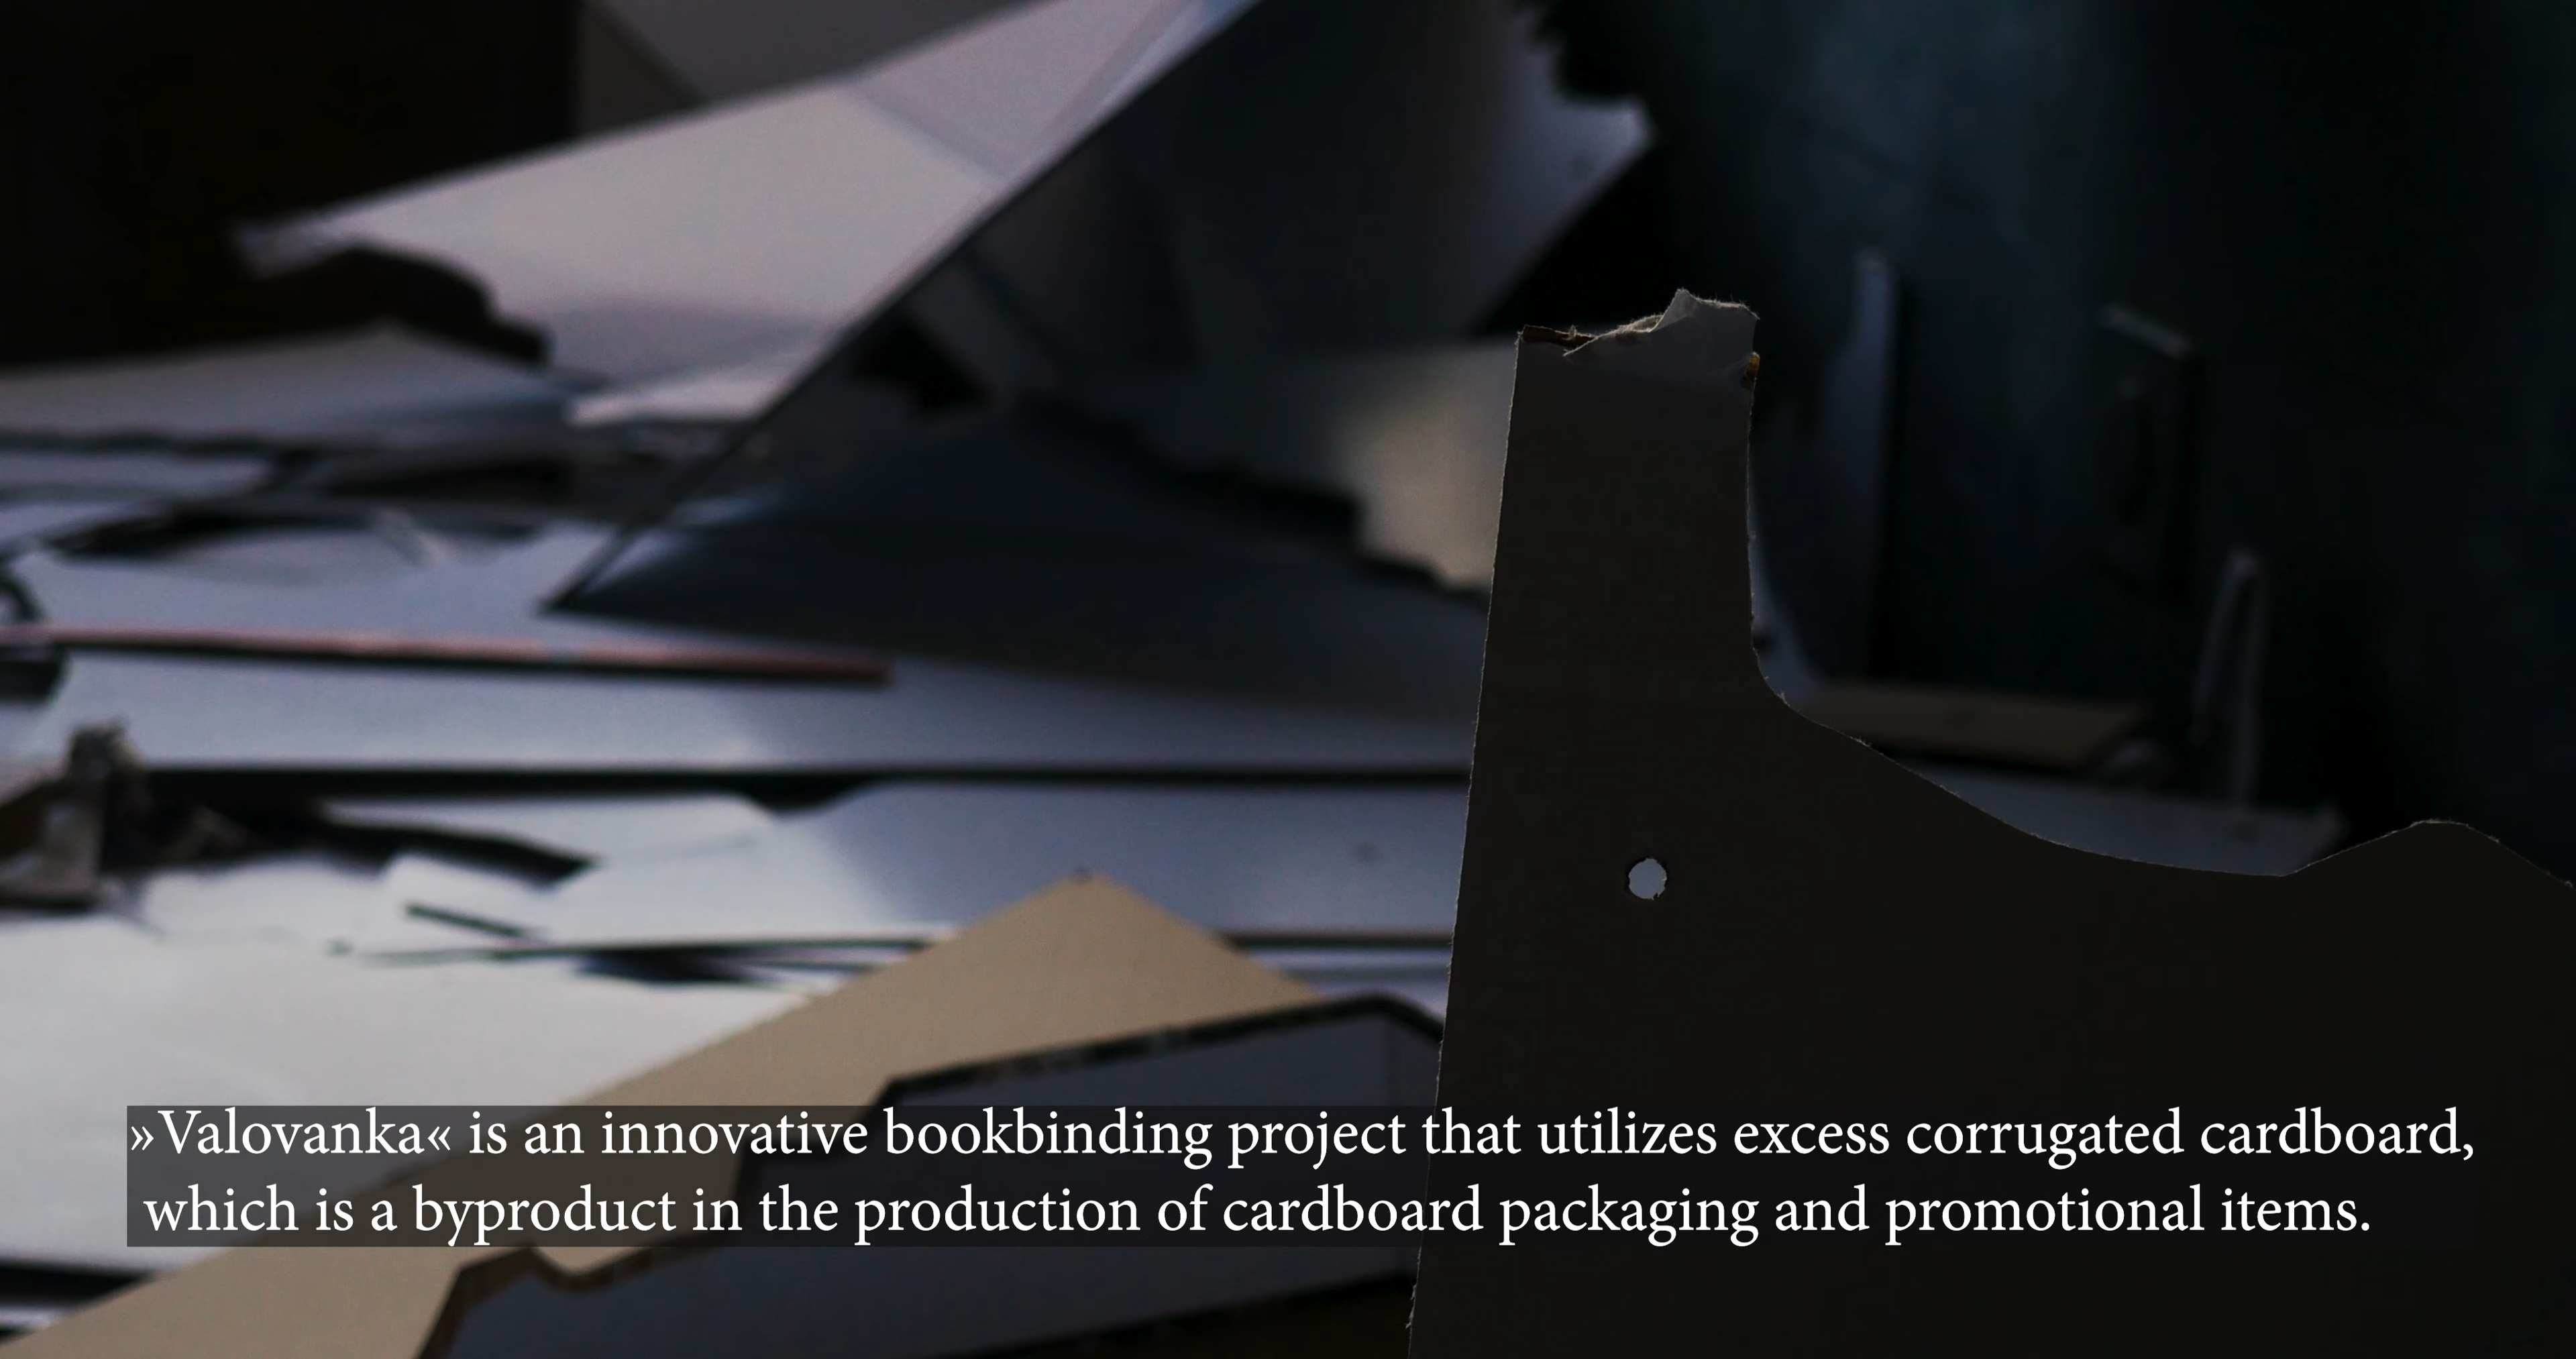 »Valovanka« is an innovative bookbinding project that utilizes excess corrugated cardboard,
which is a byproduct in the production of cardboard packaging and promotional items.